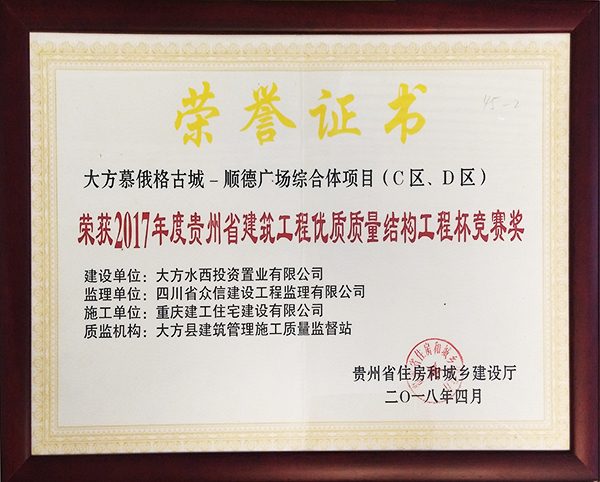 荣誉证书
45-2
大方慕俄格古城－顺德广场综合体项目（C区、D区）
荣获2017年度贵州省建筑工程优质质量结构工程杯竞赛奖
建设单位：大方水西投资置业有限公司
监理单位：四川省众信建设工程监理有限公司
施工单位：重庆建工住宅建设有限公司
质监机构：大方县建筑管理施工质量监督站
贵州省住房和城乡建设厅
二〇一八年四月